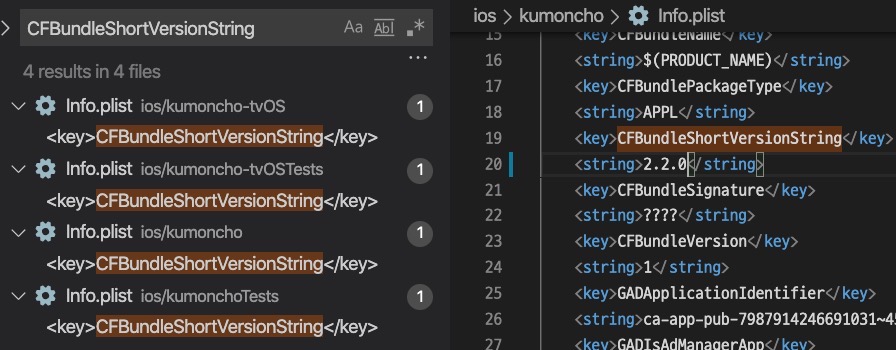 CFBundleShortVersionString Aa Abl .*
...
4 results in 4 files
Info.plist ios/kumoncho-tvOS 1
<key>CFBundleShortVersionString</key>
Info.plist ios/kumoncho-tvOSTests 1
<key>CFBundleShortVersionString</key>
Info.plist ios/kumoncho 1
<key>CFBundleShortVersionString</key>
Info.plist ios/kumonchoTests 1
<key>CFBundleShortVersionString</key>
ios > kumoncho > Info.plist
15 <key>CFBundleName</key>
16 <string>$(PRODUCT_NAME)</string>
17 <key>CFBundlePackageType</key>
18 <string>APPL</string>
19 <key>CFBundleShortVersionString</key>
20 <string>2.2.0</string>
21 <key>CFBundleSignature</key>
22 <string>????</string>
23 <key>CFBundleVersion</key>
24 <string>1</string>
25 <key>GADApplicationIdentifier</key>
26 <string>ca-app-pub-7987914246691031~45
27 <key>GADIsAdManagerApp</key>